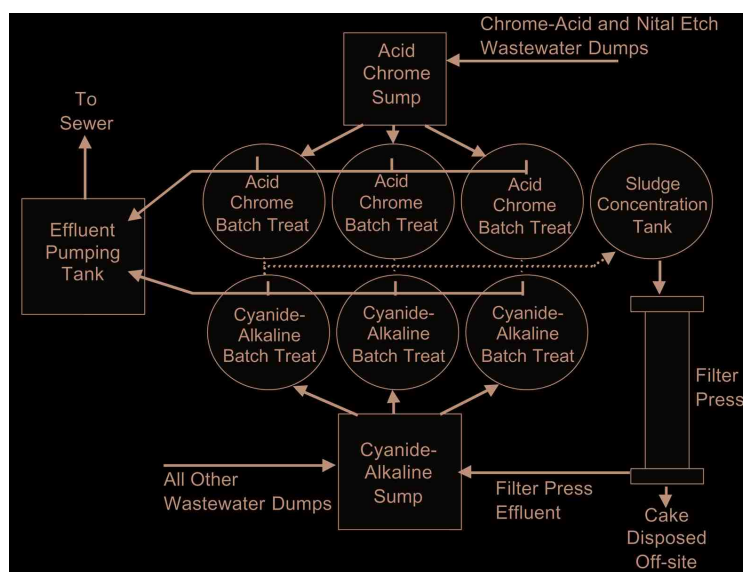 Chrome-Acid and Nital Etch
Wastewater Dumps
Acid
Chrome
Sump
To
Sewer
Acid
Chrome
Batch Treat
Acid
Chrome
Batch Treat
Acid
Chrome
Batch Treat
Sludge
Concentration
Tank
Effluent
Pumping
Tank
Cyanide-
Alkaline
Batch Treat
Cyanide-
Alkaline
Batch Treat
Cyanide-
Alkaline
Batch Treat
Filter
Press
Cyanide-
Alkaline
Sump
All Other
Wastewater Dumps
Filter Press
Effluent
Cake
Disposed
Off-site